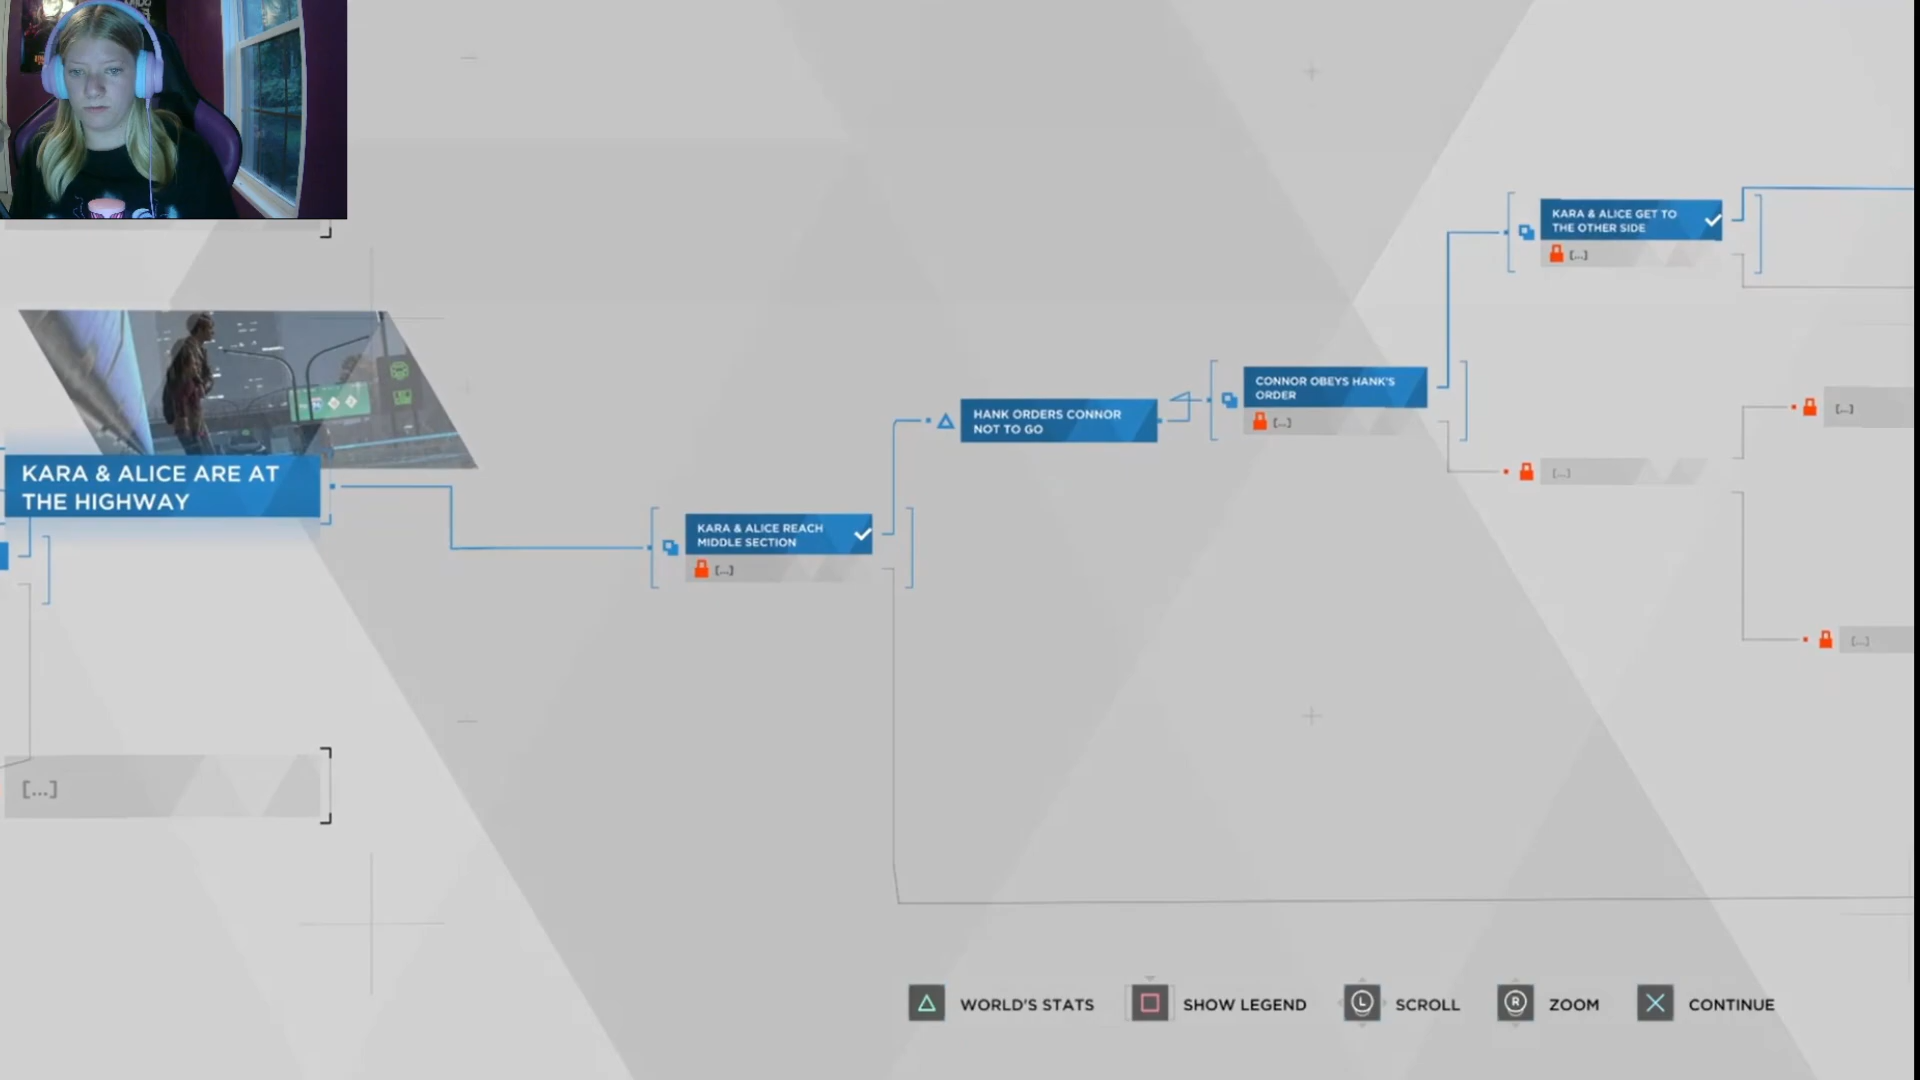 KARA & ALICE GET TO
THE OTHER SIDE
[...]
CONNOR OBEYS HANK'S
ORDER
[...]
[...]
HANK ORDERS CONNOR
NOT TO GO
[...]
KARA & ALICE ARE AT
THE HIGHWAY
KARA & ALICE REACH
MIDDLE SECTION
[...]
[...]
[...]
WORLD'S STATS
SHOW LEGEND
L
SCROLL
R
ZOOM
CONTINUE